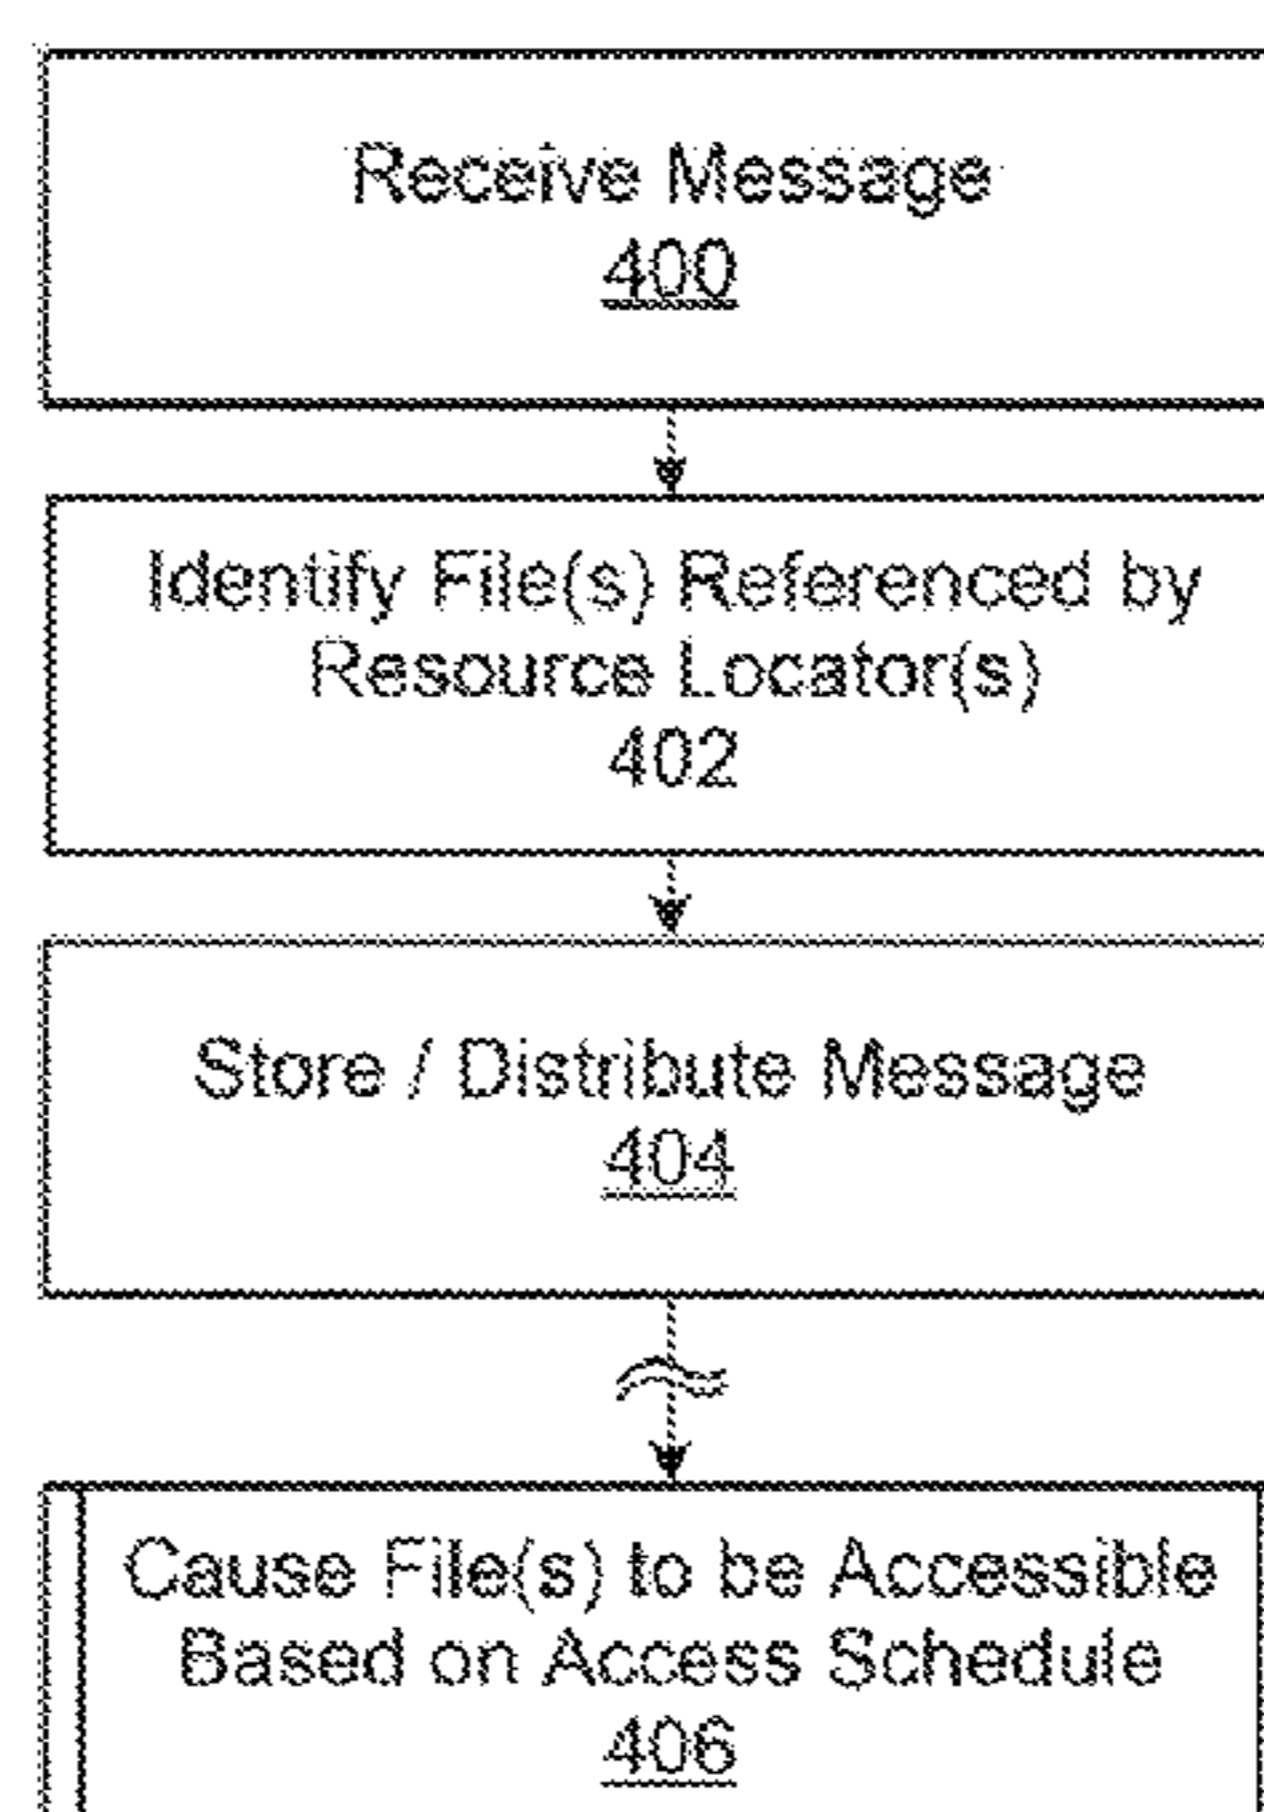 Receive Message
400
Identify File(s) Referenced by
Resource Locator(s)
402
Store / Distribute Message
404
Cause File(s) to be Accessible
Based on Access Schedule
406